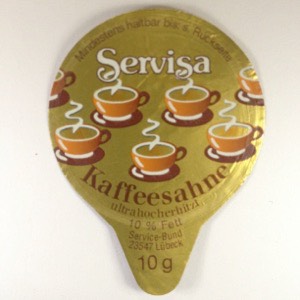 Mindestens haltbar bis: s. Rückseite
Servisa
Kaffeesahne
ultrahocherhitzt
10 % Fett
Service-Bund
23547 Lübeck
10 g